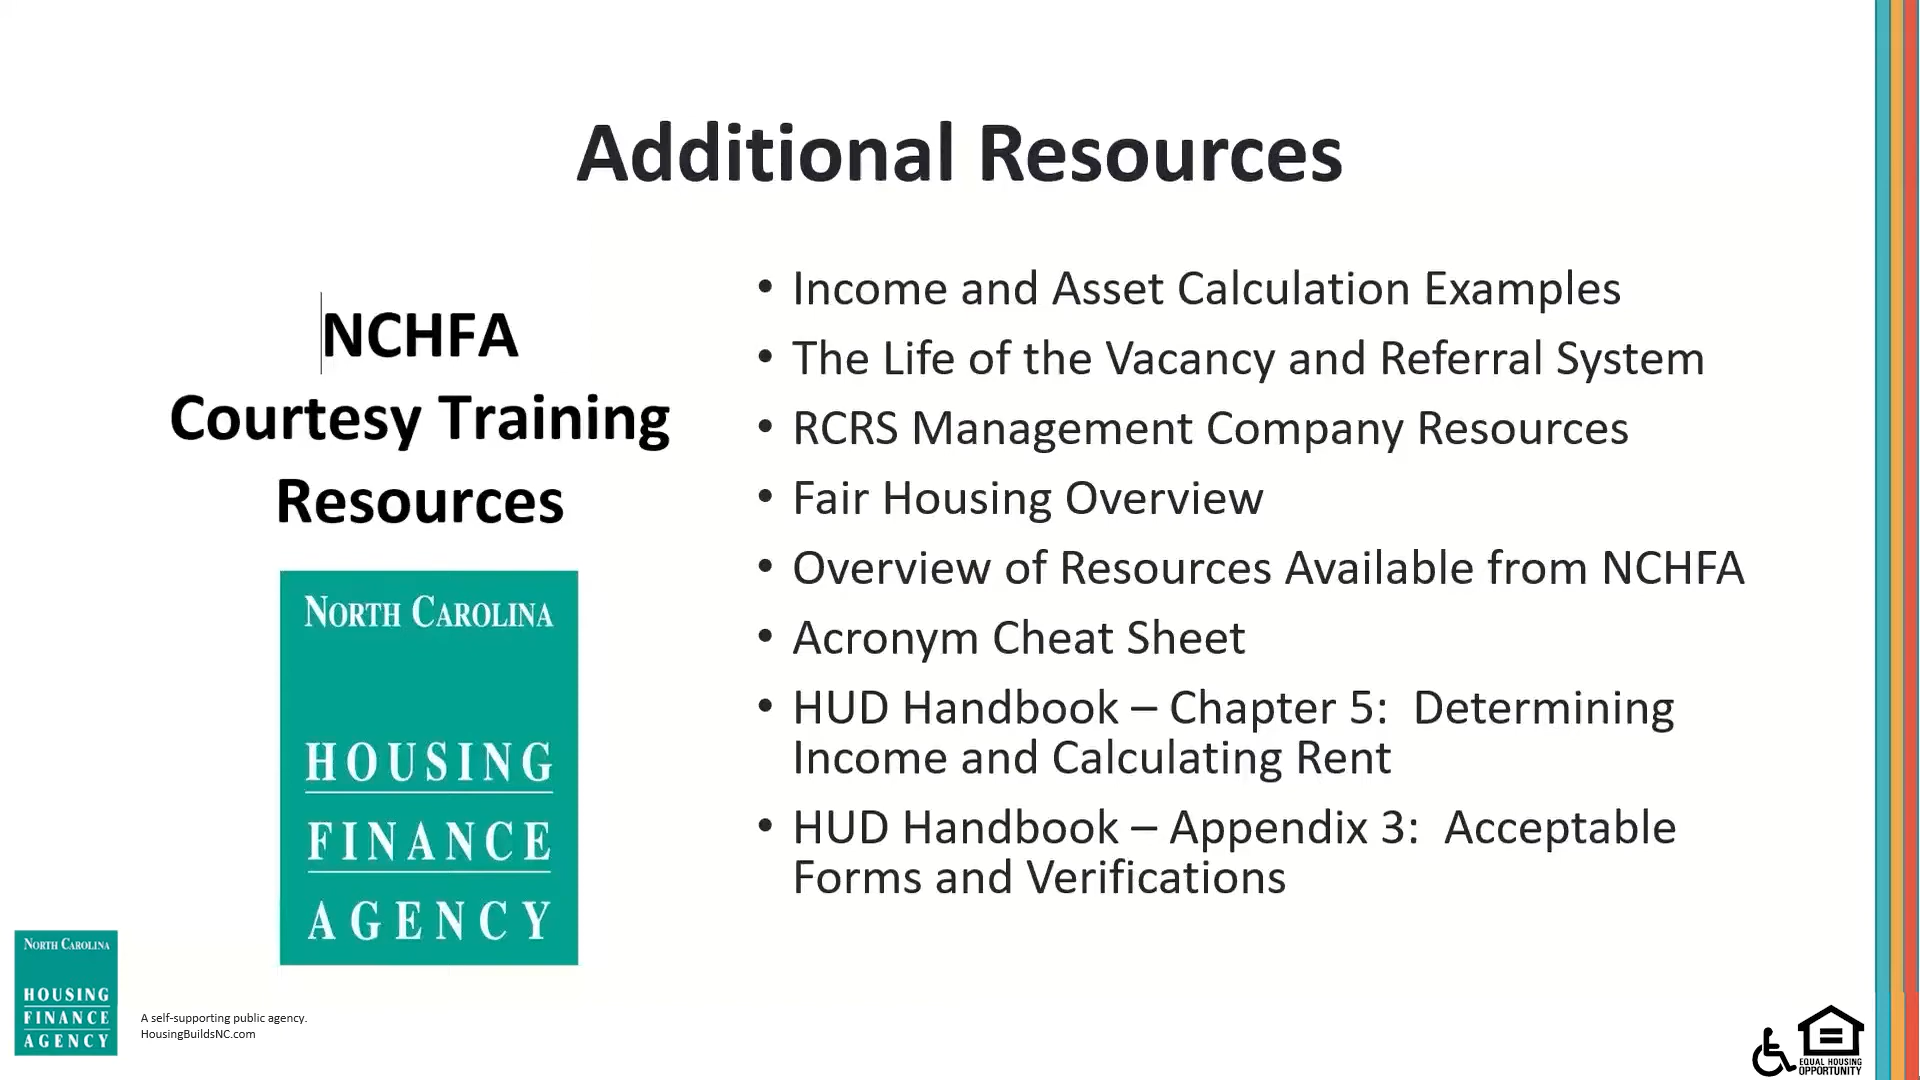 Additional Resources
NCHFA
Courtesy Training
Resources
NORTH CAROLINA
HOUSING
FINANCE
AGENCY
• Income and Asset Calculation Examples
• The Life of the Vacancy and Referral System
• RCRS Management Company Resources
• Fair Housing Overview
• Overview of Resources Available from NCHFA
• Acronym Cheat Sheet
• HUD Handbook – Chapter 5:  Determining
Income and Calculating Rent
• HUD Handbook – Appendix 3:  Acceptable
Forms and Verifications
NORTH CAROLINA
HOUSING
FINANCE
AGENCY
A self-supporting public agency.
HousingBuildsNC.com
EQUAL HOUSING
OPPORTUNITY